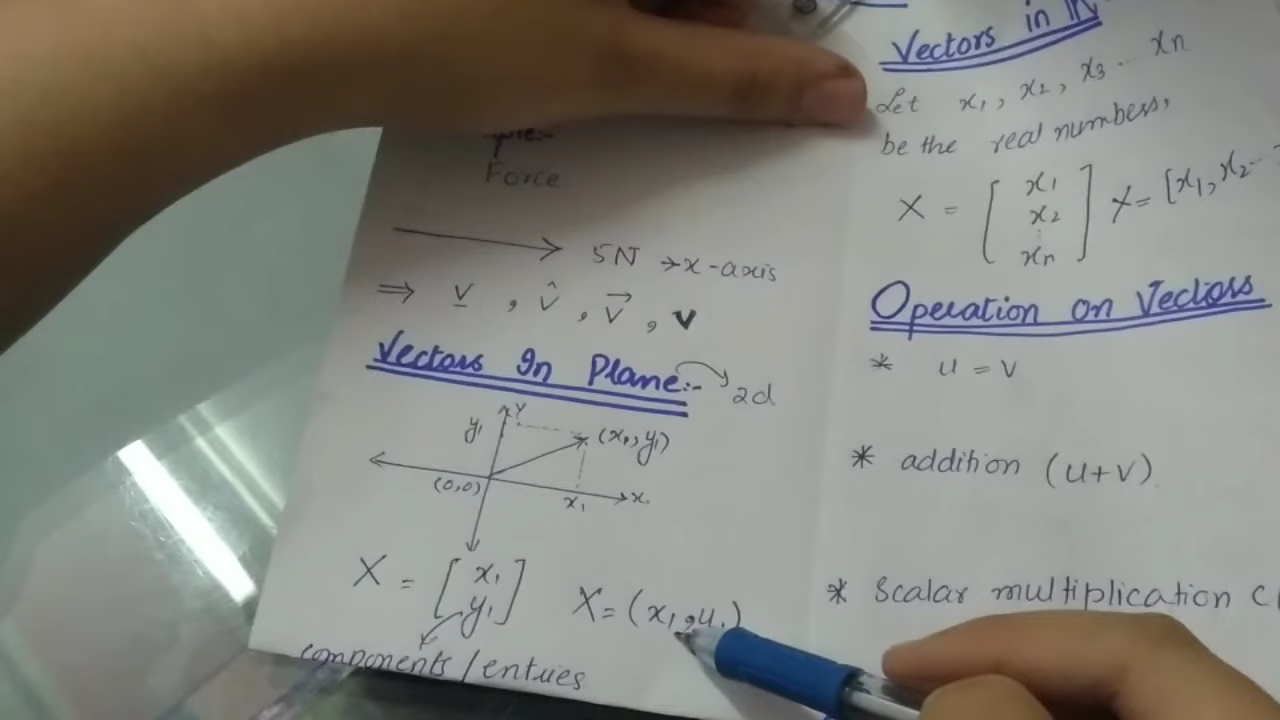 Force
5N → x-axis
⇒ v , v̂ , v⃗ , v
Vectors In Plane:- 2d
Y
y₁ (x₁, y₁)
(0,0) x₁ x
X = [ x₁ y₁ ] X = (x₁, y₁)
components / entries
Vectors in
Let x₁, x₂, x₃ ... xn
be the real numbers,
X = [ x₁ x₂ ⋮ xn ] X = [x₁, x₂ ...
Operation on Vectors
* u = v
* addition (u+v)
* Scalar multiplication